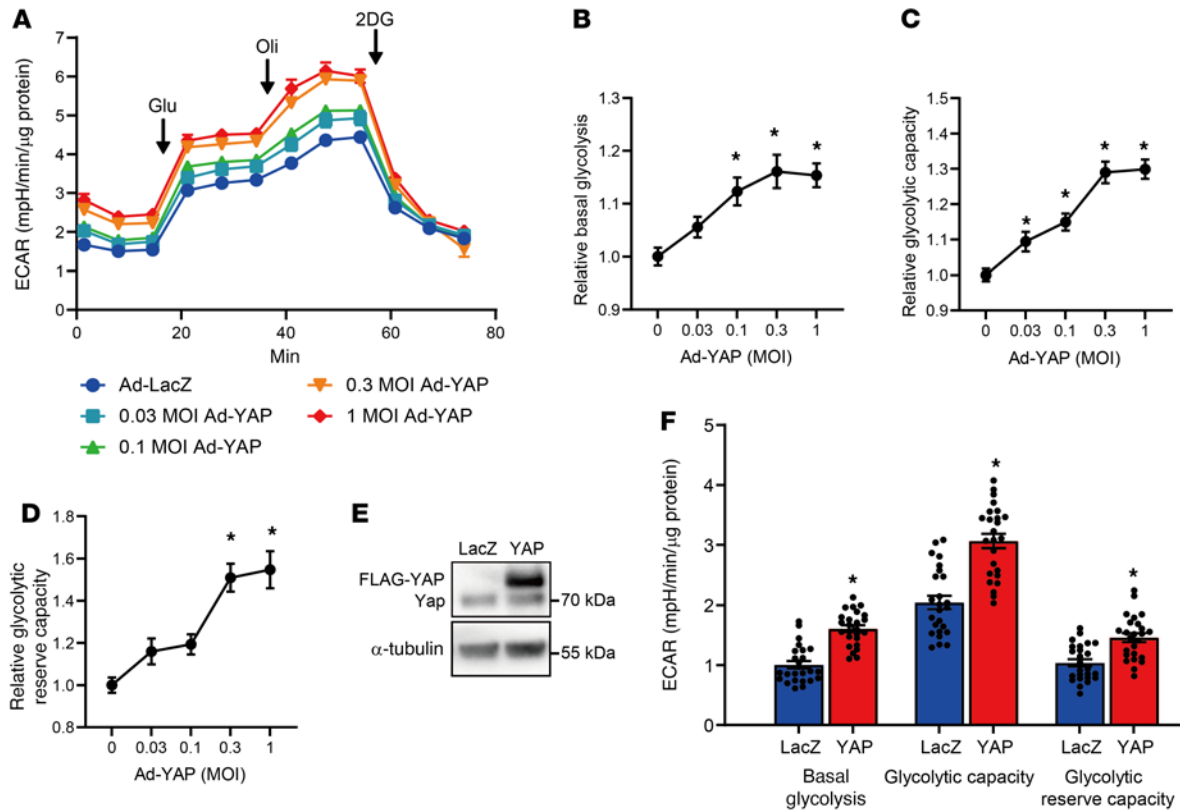 A
ECAR (mpH/min/μg protein)
7
6
5
4
3
2
1
0
Glu
Oli
2DG
0 20 40 60 80
Min
Ad-LacZ
0.03 MOI Ad-YAP
0.1 MOI Ad-YAP
0.3 MOI Ad-YAP
1 MOI Ad-YAP
B
Relative basal glycolysis
1.3
1.2
1.1
1.0
0.9
* * *
0 0.03 0.1 0.3 1
Ad-YAP (MOI)
C
Relative glycolytic capacity
1.5
1.4
1.3
1.2
1.1
1.0
0.9
* * * *
0 0.03 0.1 0.3 1
Ad-YAP (MOI)
D
Relative glycolytic
reserve capacity
1.8
1.6
1.4
1.2
1.0
0.8
* *
0 0.03 0.1 0.3 1
Ad-YAP (MOI)
E
LacZ YAP
FLAG-YAP
Yap
70 kDa
α-tubulin
55 kDa
F
ECAR (mpH/min/μg protein)
5
4
3
2
1
0
* * *
LacZ YAP LacZ YAP LacZ YAP
Basal
glycolysis
Glycolytic capacity
Glycolytic
reserve capacity